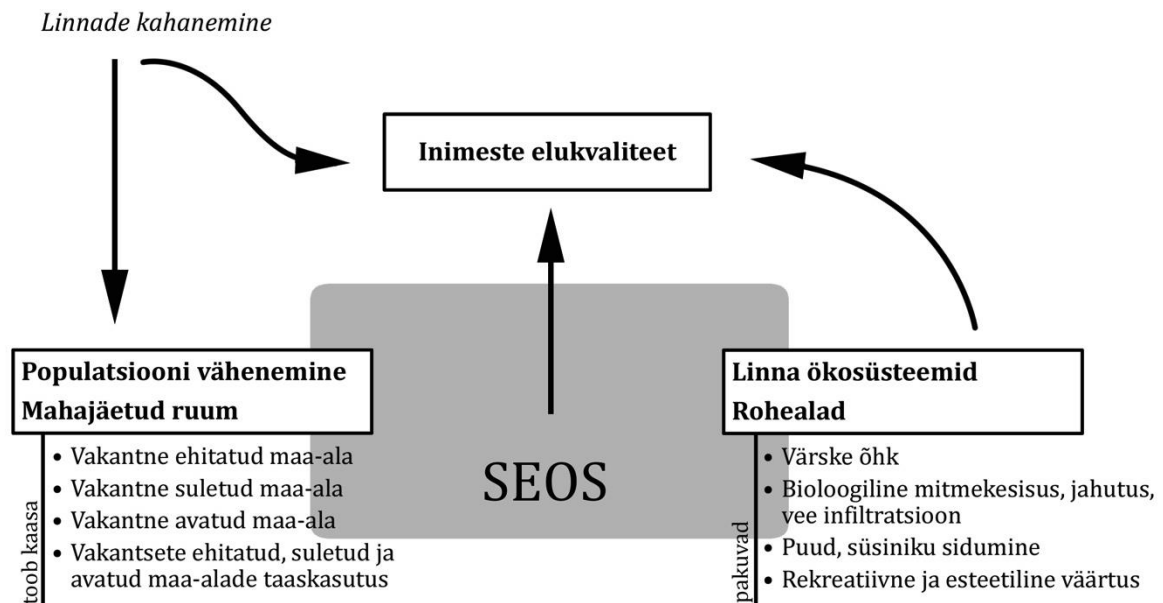 Linnade kahanemine
Inimeste elukvaliteet
Populatsiooni vähenemine
Mahajäetud ruum
toob kaasa
• Vakantne ehitatud maa-ala
• Vakantne suletud maa-ala
• Vakantne avatud maa-ala
• Vakantsete ehitatud, suletud ja
avatud maa-alade taaskasutus
SEOS
Linna ökosüsteemid
Rohealad
pakuvad
• Värske õhk
• Bioloogiline mitmekesisus, jahutus,
vee infiltratsioon
• Puud, süsiniku sidumine
• Rekreatiivne ja esteetiline väärtus